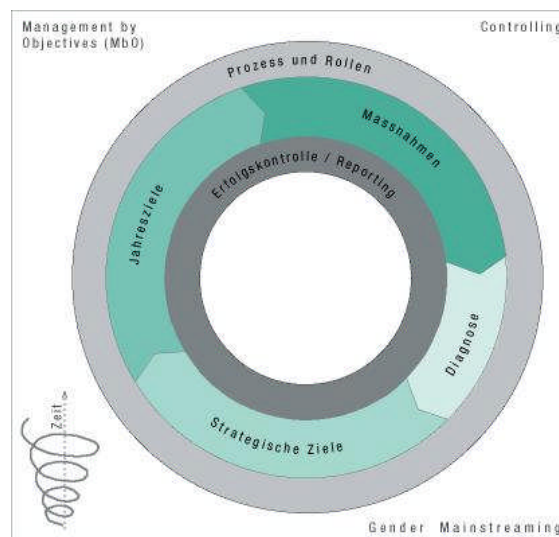 Management by
Objectives (MbO)
Controlling
Prozess und Rollen
Massnahmen
Erfolgskontrolle / Reporting
Jahresziele
Diagnose
Strategische Ziele
Zeit
Gender Mainstreaming